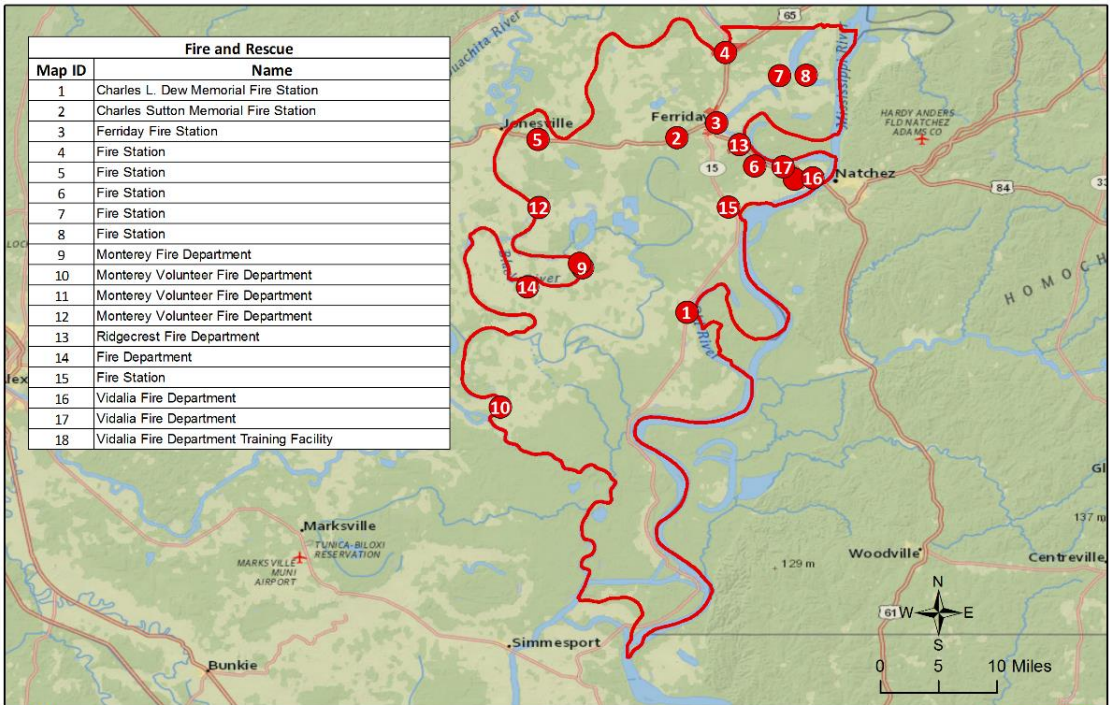 Fire and Rescue
Map ID Name
1 Charles L. Dew Memorial Fire Station
2 Charles Sutton Memorial Fire Station
3 Ferriday Fire Station
4 Fire Station
5 Fire Station
6 Fire Station
7 Fire Station
8 Fire Station
9 Monterey Fire Department
10 Monterey Volunteer Fire Department
11 Monterey Volunteer Fire Department
12 Monterey Volunteer Fire Department
13 Ridgecrest Fire Department
14 Fire Department
15 Fire Station
16 Vidalia Fire Department
17 Vidalia Fire Department
18 Vidalia Fire Department Training Facility
65
4
7
8
Mississippi River
HARDY ANDERS
FLD NATCHEZ
ADAMS CO
Ferriday
3
Jonesville
5
2
13
6
17
16
15
Natchez
84
33
12
15
9
River
14
HOMOCH
1
River
10
Marksville
TUNICA-BILOXI
RESERVATION
MARKSVILLE
MUNI
AIRPORT
137 m
Woodville
Centreville
129 m
61
N
W
E
S
Simmesport
Bunkie
0 5 10 Miles